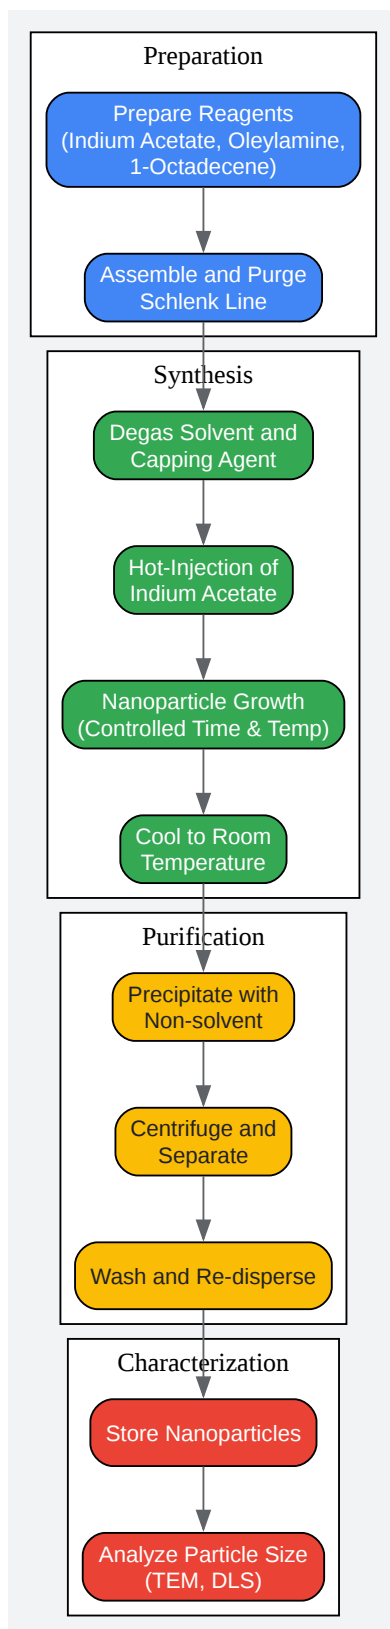 Preparation
Prepare Reagents
(Indium Acetate, Oleylamine,
1-Octadecene)
Assemble and Purge
Schlenk Line
Synthesis
Degas Solvent and
Capping Agent
Hot-Injection of
Indium Acetate
Nanoparticle Growth
(Controlled Time & Temp)
Cool to Room
Temperature
Purification
Precipitate with
Non-solvent
Centrifuge and
Separate
Wash and Re-disperse
Characterization
Store Nanoparticles
Analyze Particle Size
(TEM, DLS)